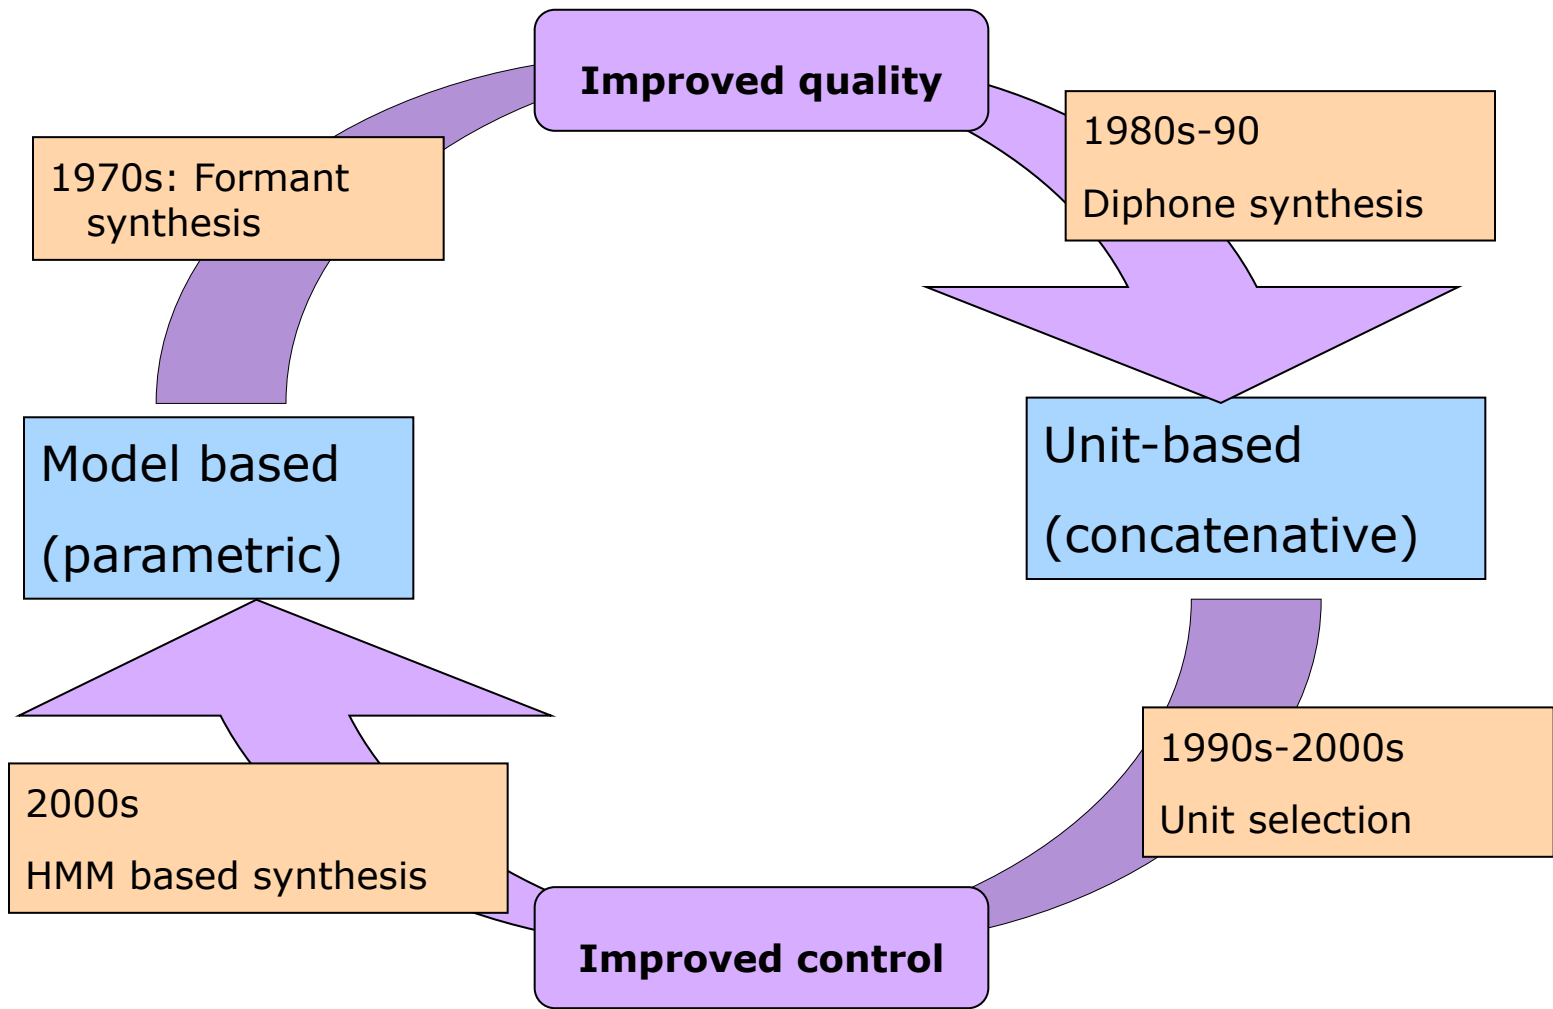 Improved quality
1980s-90
Diphone synthesis
1970s: Formant
synthesis
Model based
(parametric)
Unit-based
(concatenative)
1990s-2000s
Unit selection
2000s
HMM based synthesis
Improved control